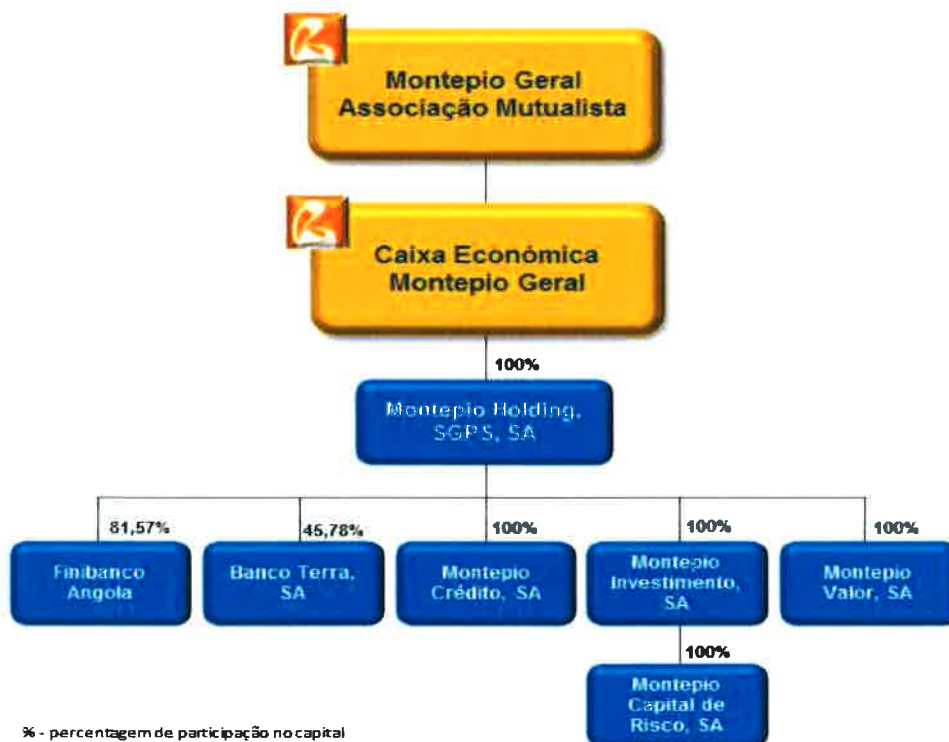 Montepio Geral
Associação Mutualista
Caixa Económica
Montepio Geral
100%
Montepio Holding,
SGPS, SA
81,57%
45,78%
100%
100%
100%
Finibanco
Angola
Banco Terra,
SA
Montepio
Crédito, SA
Montepio
Investimento,
SA
Montepio
Valor, SA
100%
Montepio
Capital de
Risco, SA
% - percentagem de participação no capital